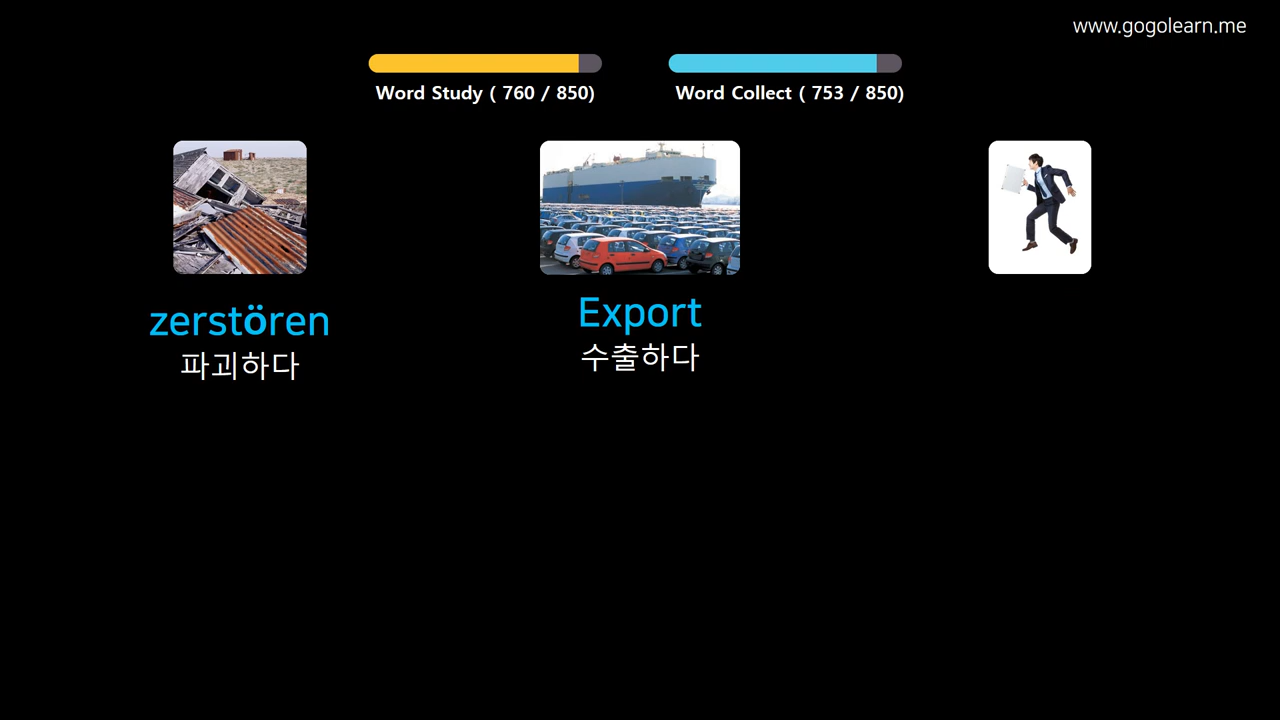 www.gogolearn.me
Word Study ( 760 / 850)
Word Collect ( 753 / 850)
zerstören
파괴하다
Export
수출하다